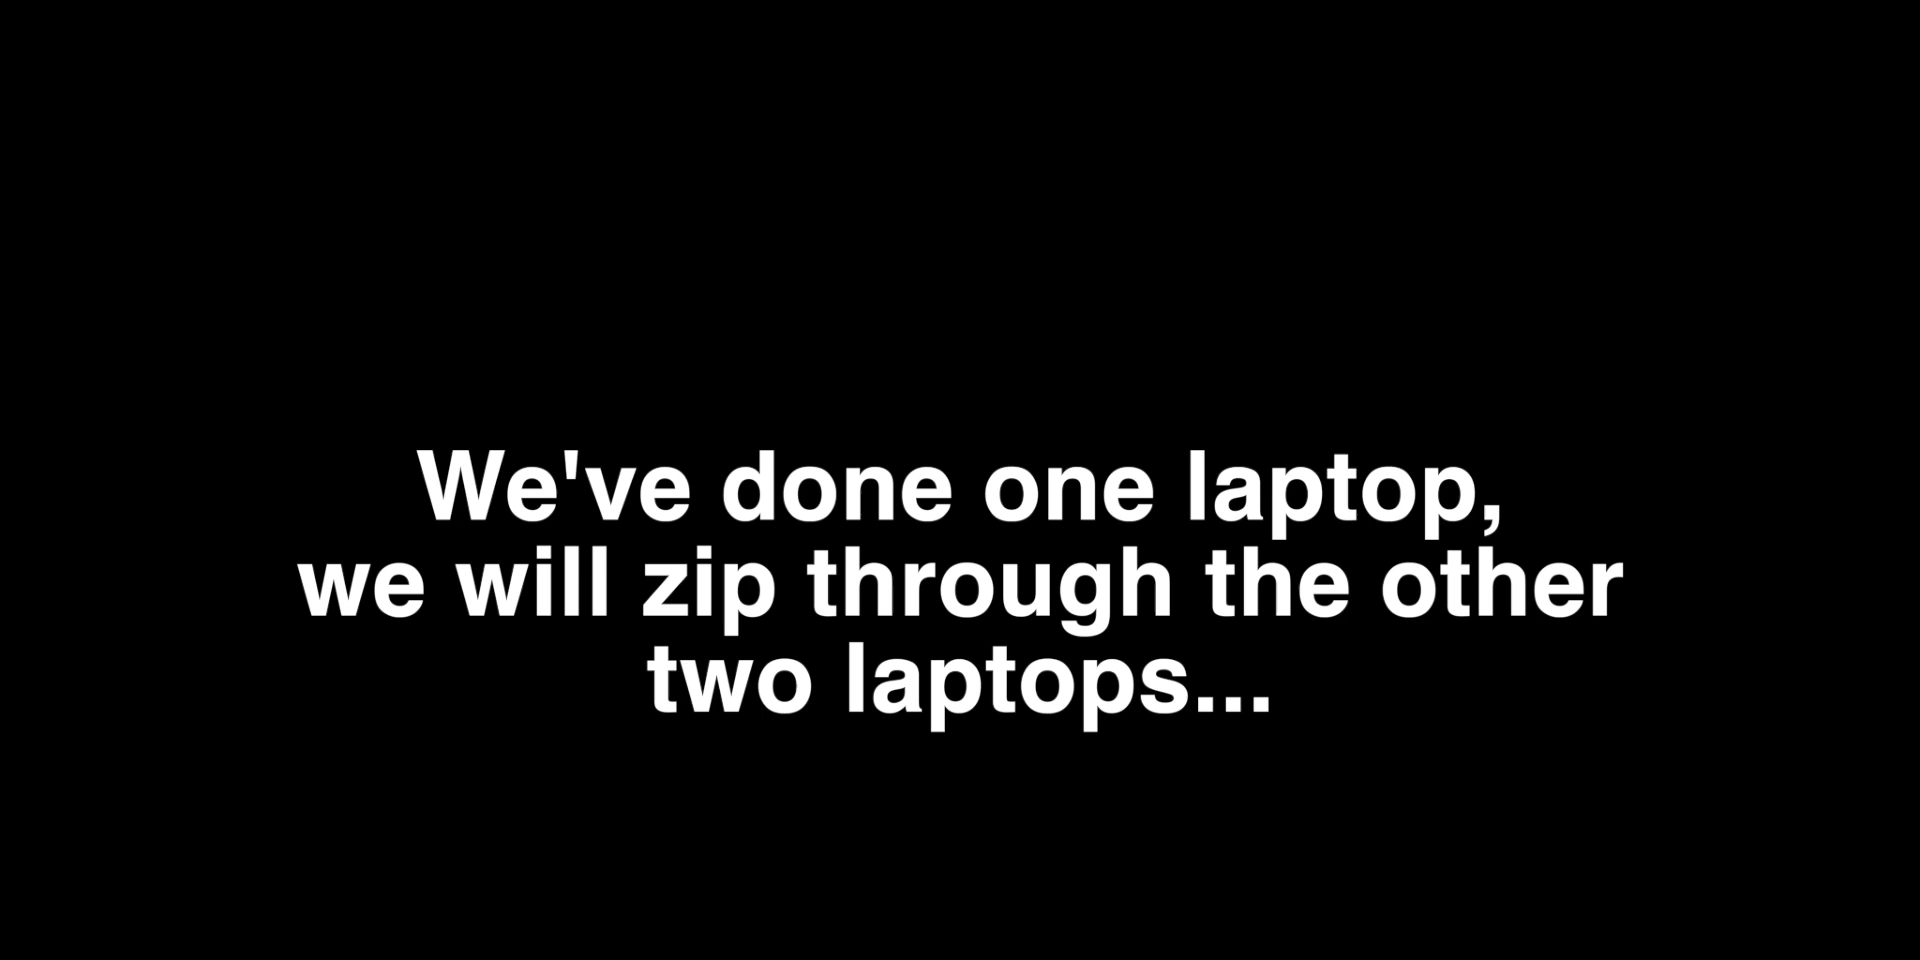 We've done one laptop,
we will zip through the other
two laptops...